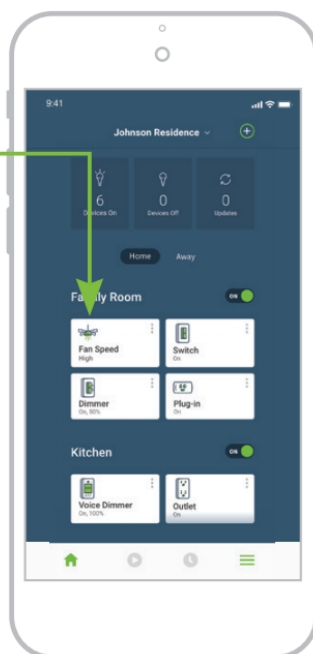 9:41
Johnson Residence
6 0 0
Devices On Devices Off Updates
Home Away
Family Room ON
Fan Speed Switch
High On
Dimmer Plug-in
On, 50% On
Kitchen ON
Voice Dimmer Outlet
On, 100% On